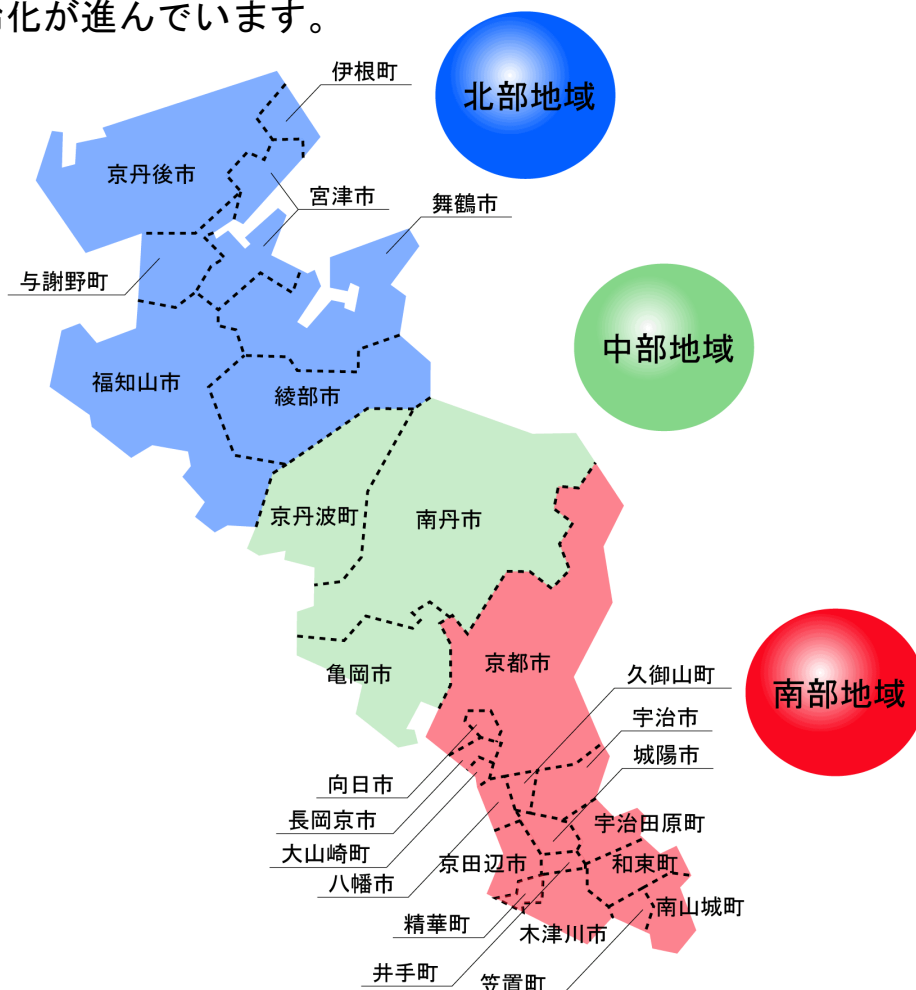 化が進んでいます。
伊根町
北部地域
京丹後市
宮津市
舞鶴市
与謝野町
中部地域
福知山市
綾部市
京丹波町
南丹市
京都市
久御山町
亀岡市
南部地域
宇治市
城陽市
向日市
長岡京市
宇治田原町
大山崎町
京田辺市
和束町
八幡市
南山城町
精華町
木津川市
井手町
笠置町